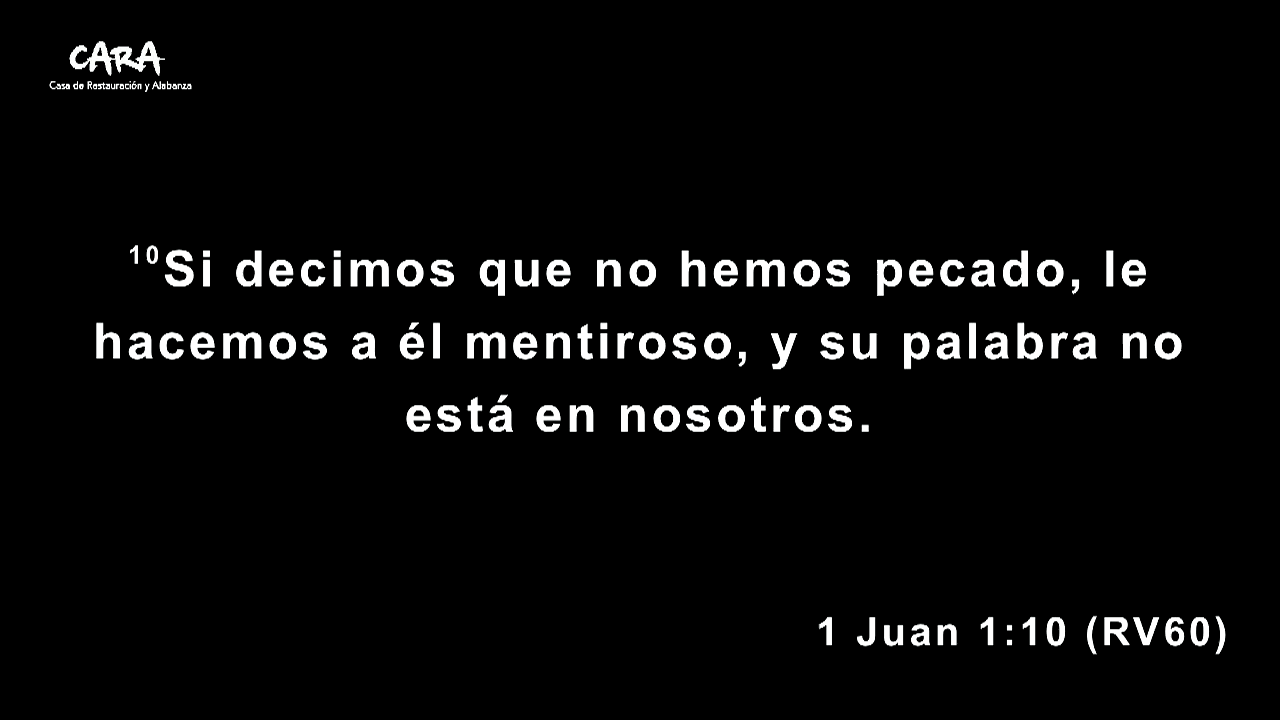 CARA
Casa de Restauración y Alabanza
10Si decimos que no hemos pecado, le
hacemos a él mentiroso, y su palabra no
está en nosotros.
1 Juan 1:10 (RV60)